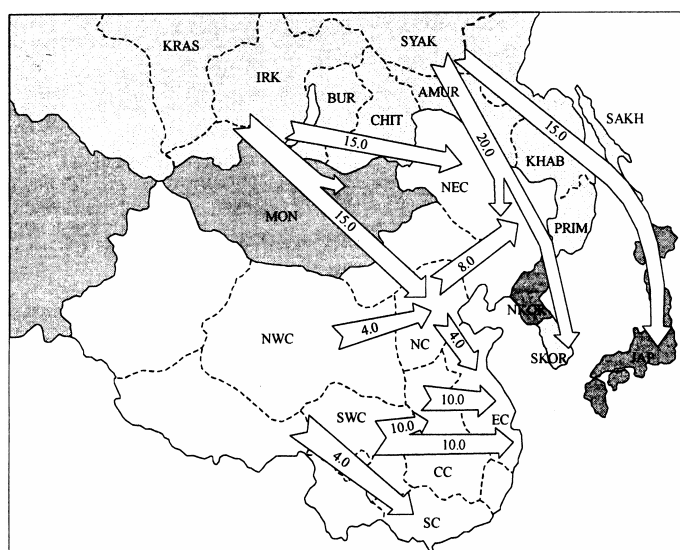 KRAS
SYAK
IRK
BUR
AMUR
SAKH
CHIT
15.0
20.0
15.0
KHAB
NEC
MON
15.0
PRIM
8.0
NKOR
NWC
4.0
NC
4.0
SKOR
JAP
10.0
SWC
10.0
EC
10.0
4.0
CC
SC